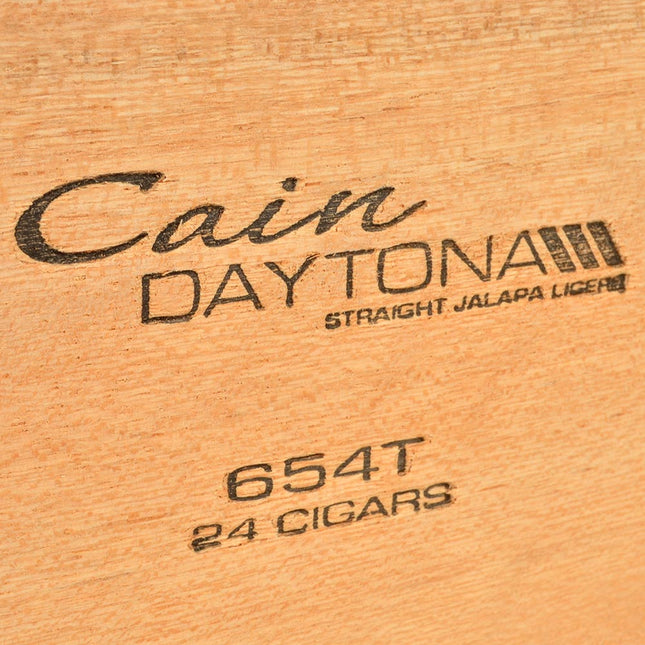 Cain
DAYTONA
STRAIGHT JALAPA LIGERO
654T
24 CIGARS